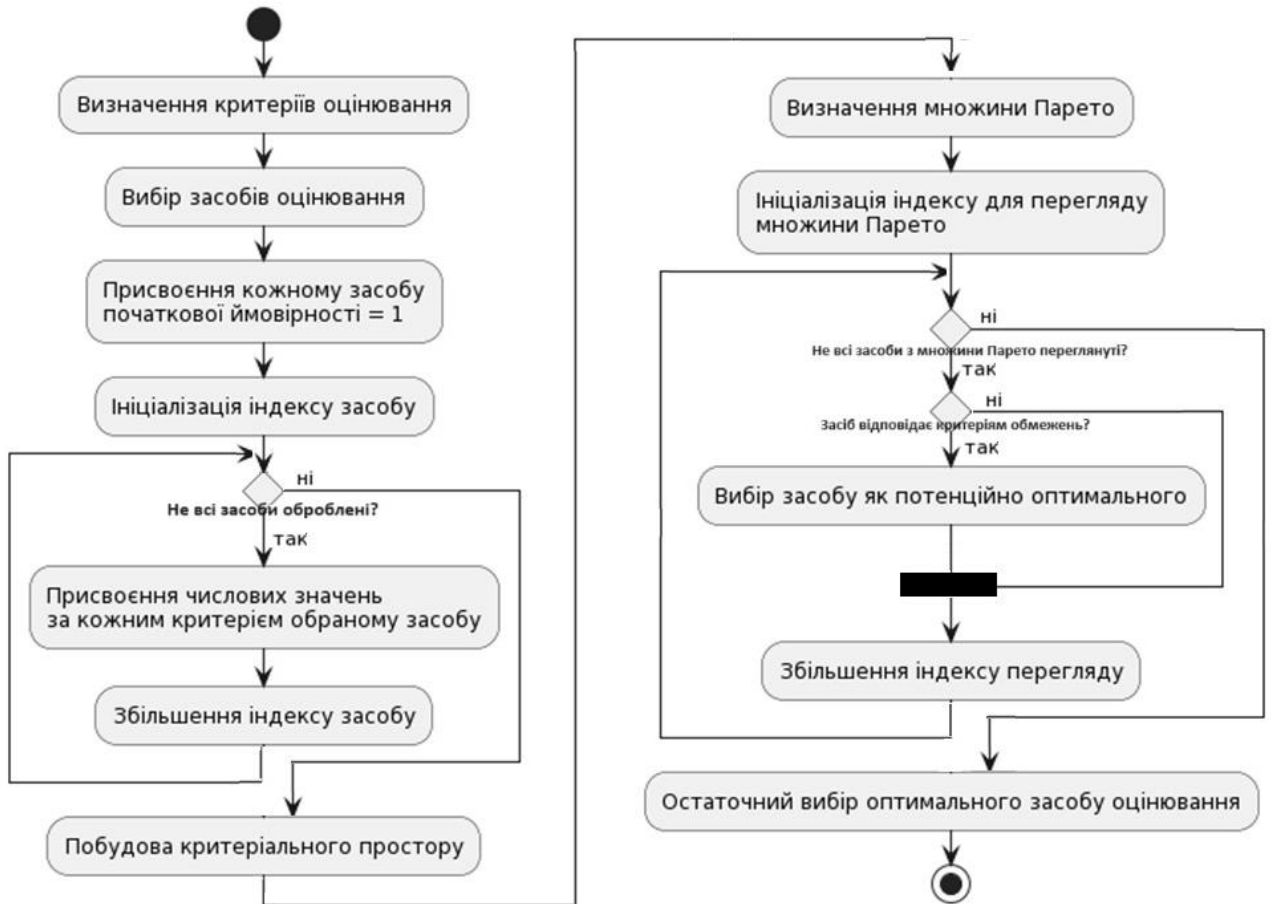 Визначення критеріїв оцінювання
Вибір засобів оцінювання
Присвоєння кожному засобу
початкової ймовірності = 1
Ініціалізація індексу засобу
ні
Не всі засоби оброблені?
так
Присвоєння числових значень
за кожним критерієм обраному засобу
Збільшення індексу засобу
Побудова критеріального простору
Визначення множини Парето
Ініціалізація індексу для перегляду
множини Парето
ні
Не всі засоби з множини Парето переглянуті?
так
ні
Засіб відповідає критеріям обмежень?
так
Вибір засобу як потенційно оптимального
Збільшення індексу перегляду
Остаточний вибір оптимального засобу оцінювання